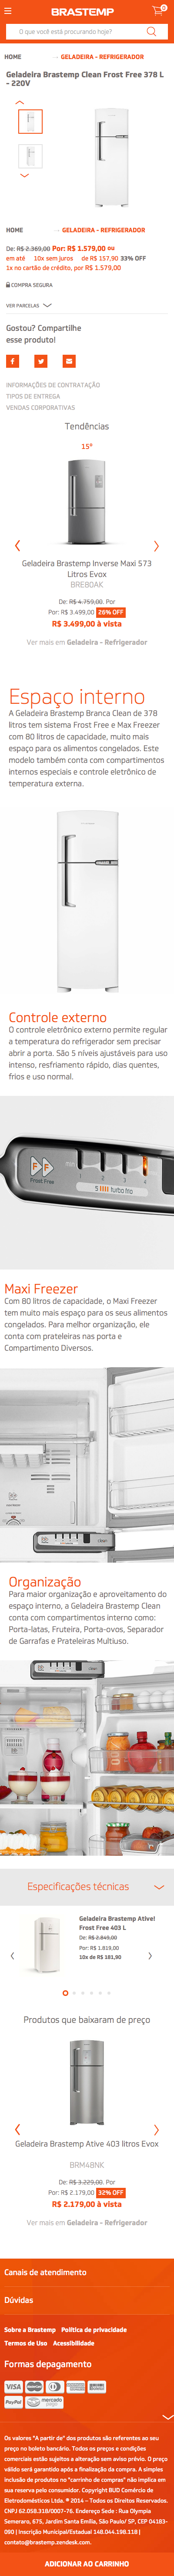 BRASTEMP
0
O que você está procurando hoje?
HOME → GELADEIRA - REFRIGERADOR
Geladeira Brastemp Clean Frost Free 378 L
- 220V
HOME → GELADEIRA - REFRIGERADOR
De: R$ 2.369,00 Por: R$ 1.579,00 ou
em até 10x sem juros de R$ 157,90 33% OFF
1x no cartão de crédito, por R$ 1.579,00
COMPRA SEGURA
VER PARCELAS
Gostou? Compartilhe
esse produto!
INFORMAÇÕES DE CONTRATAÇÃO
TIPOS DE ENTREGA
VENDAS CORPORATIVAS
Tendências
15º
Geladeira Brastemp Inverse Maxi 573
Litros Evox
BRE80AK
De: R$ 4.759,00. Por
Por: R$ 3.499,00 26% OFF
R$ 3.499,00 à vista
Ver mais em Geladeira - Refrigerador
Espaço interno
A Geladeira Brastemp Branca Clean de 378
litros tem sistema Frost Free e Max Freezer
com 80 litros de capacidade, muito mais
espaço para os alimentos congelados. Este
modelo também conta com compartimentos
internos especiais e controle eletrônico de
temperatura externa.
Controle externo
O controle eletrônico externo permite regular
a temperatura do refrigerador sem precisar
abrir a porta. São 5 níveis ajustáveis para uso
intenso, resfriamento rápido, dias quentes,
frios e uso normal.
FF
Frost Free
min 1 2 3 4
5 turbo
Maxi Freezer
Com 80 litros de capacidade, o Maxi Freezer
tem muito mais espaço para os seus alimentos
congelados. Para melhor organização, ele
conta com prateleiras nas porta e
Compartimento Diversos.
Organização
Para maior organização e aproveitamento do
espaço interno, a Geladeira Brastemp Clean
conta com compartimentos internos como:
Porta-latas, Fruteira, Porta-ovos, Separador
de Garrafas e Prateleiras Multiuso.
Especificações técnicas
Geladeira Brastemp Ative!
Frost Free 403 L
De: R$ 2.849,00
Por: R$ 1.819,00
10x de R$ 181,90
Produtos que baixaram de preço
Geladeira Brastemp Ative 403 litros Evox
BRM48NK
De: R$ 3.229,00. Por
Por: R$ 2.179,00 32% OFF
R$ 2.179,00 à vista
Ver mais em Geladeira - Refrigerador
Canais de atendimento
Dúvidas
Sobre a Brastemp Política de privacidade
Termos de Uso Acessibilidade
Formas depagamento
VISA
PayPal mercado pago
Os valores "A partir de" dos produtos são referentes ao seu
preço no boleto bancário. Todos os preços e condições
comerciais estão sujeitos a alteração sem aviso prévio. O preço
válido será garantido após a finalização da compra. A simples
inclusão de produtos no "carrinho de compras" não implica em
sua reserva pelo consumidor. Copyright BUD Comércio de
Eletrodomésticos Ltda. ® 2014 – Todos os Direitos Reservados.
CNPJ 62.058.318/0007-76. Endereço Sede : Rua Olympia
Semeraro, 675, Jardim Santa Emília, São Paulo/ SP, CEP 04183-
090 | Inscrição Municipal/Estadual 148.044.198.118 |
contato@brastemp.zendesk.com.
ADICIONAR AO CARRINHO